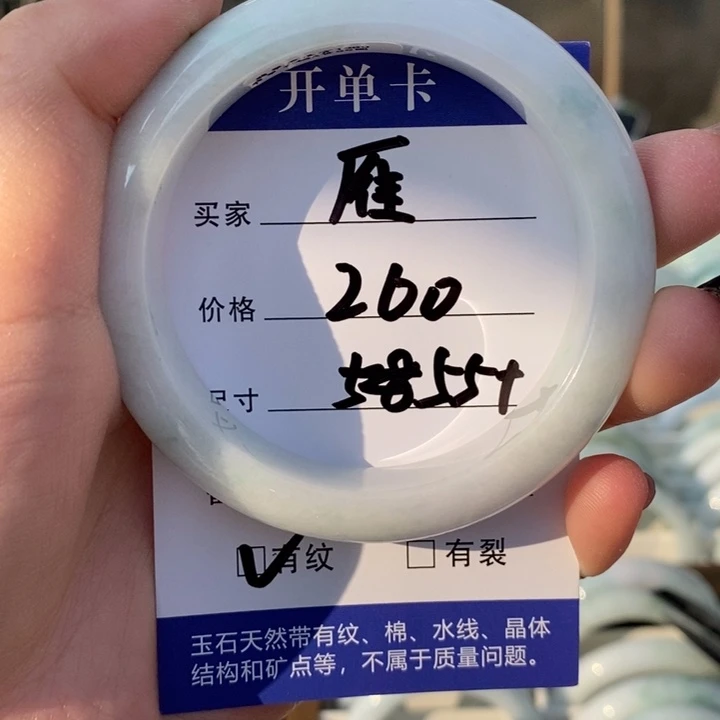 开单卡
买家 雁
价格 260
尺寸 58.55+
有纹 有裂
玉石天然带有纹、棉、水线、晶体
结构和矿点等，不属于质量问题。